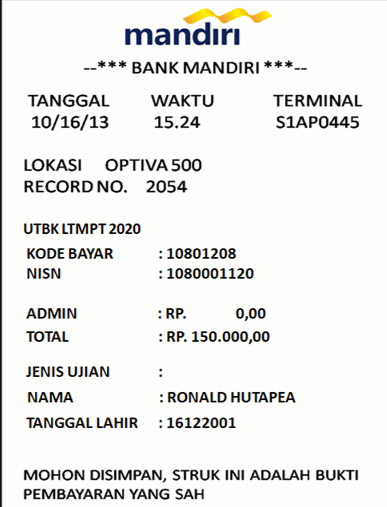 mandiri
--*** BANK MANDIRI ***--
TANGGAL WAKTU TERMINAL
10/16/13 15.24 S1AP0445
LOKASI OPTIVA 500
RECORD NO. 2054
UTBK LTMPT 2020
KODE BAYAR : 10801208
NISN : 1080001120
ADMIN : RP. 0,00
TOTAL : RP. 150.000,00
JENIS UJIAN :
NAMA : RONALD HUTAPEA
TANGGAL LAHIR : 16122001
MOHON DISIMPAN, STRUK INI ADALAH BUKTI
PEMBAYARAN YANG SAH